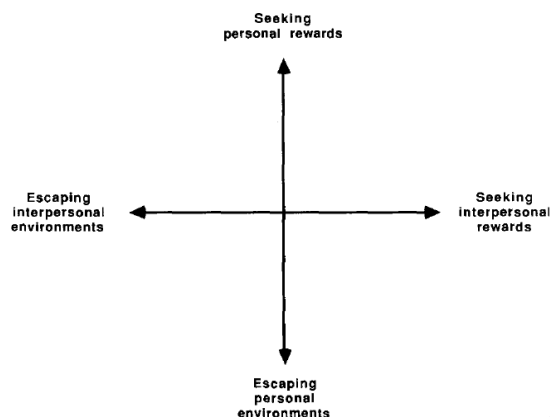 Seeking
personal rewards
Escaping
interpersonal
environments
Seeking
interpersonal
rewards
Escaping
personal
environments